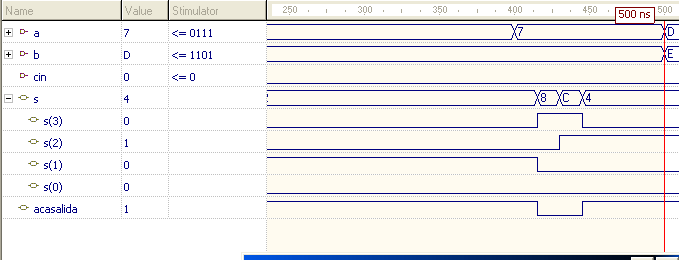 Name Value Stimulator 250 300 350 400 450 500
500 ns
a 7 <= 0111 7 D
b D <= 1101 E
cin 0 <= 0
s 4 8 C 4
s(3) 0
s(2) 1
s(1) 0
s(0) 0
acasalida 1